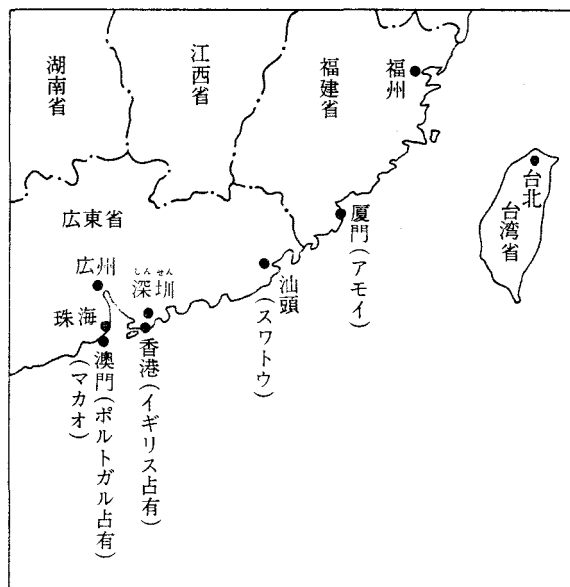 湖南省
江西省
福建省
福州
台北
台湾省
広東省
広州
しんせん
深圳
珠海
澳門(ポルトガル占有)
(マカオ)
香港(イギリス占有)
汕頭
(スワトウ)
厦門(アモイ)